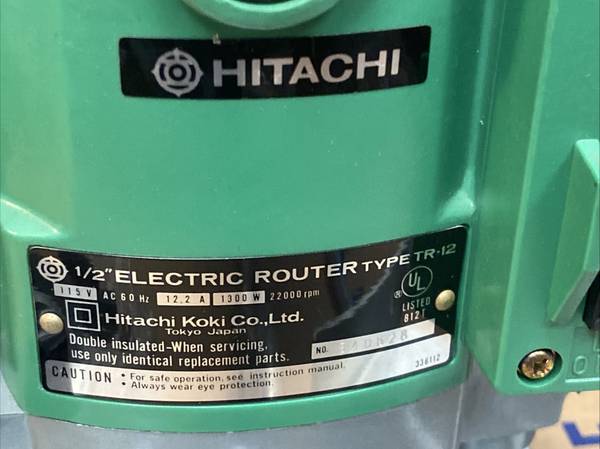 HITACHI
1/2" ELECTRIC ROUTER TYPE TR-12
115 V AC 60 Hz 12.2 A 1300 W 22000 rpm
UL
®
LISTED
812T
Hitachi Koki Co.,Ltd.
Tokyo Japan
Double insulated-When servicing,
use only identical replacement parts.
NO.
336112
CAUTION • For safe operation, see instruction manual.
• Always wear eye protection.